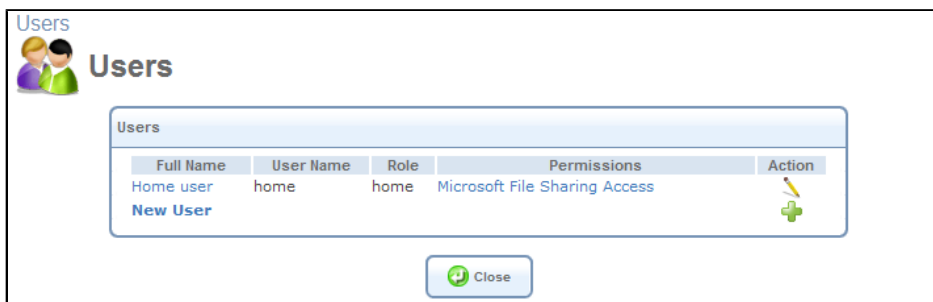 Users
Users
Users
Full Name User Name Role Permissions Action
Home user home home Microsoft File Sharing Access
New User
Close